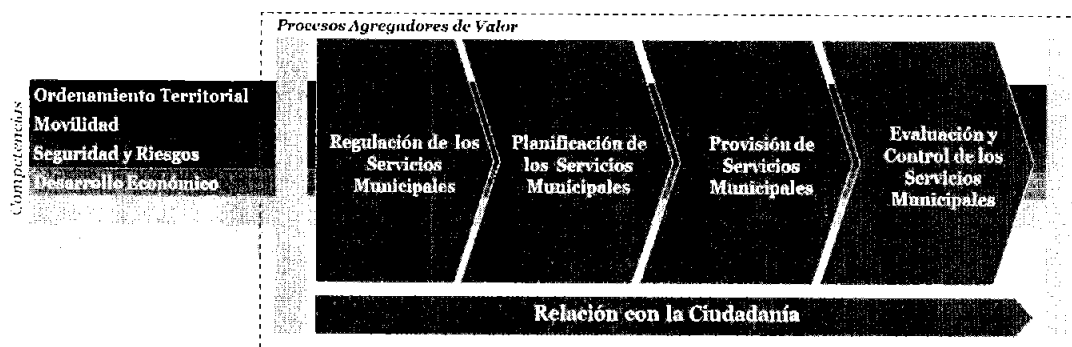 Procesos Agregadores de Valor
Competencias
Ordenamiento Territorial
Movilidad
Seguridad y Riesgos
Desarrollo Económico
Regulación de los
Servicios
Municipales
Planificación de
los Servicios
Municipales
Provisión de
Servicios
Municipales
Evaluación y
Control de los
Servicios
Municipales
Relación con la Ciudadanía